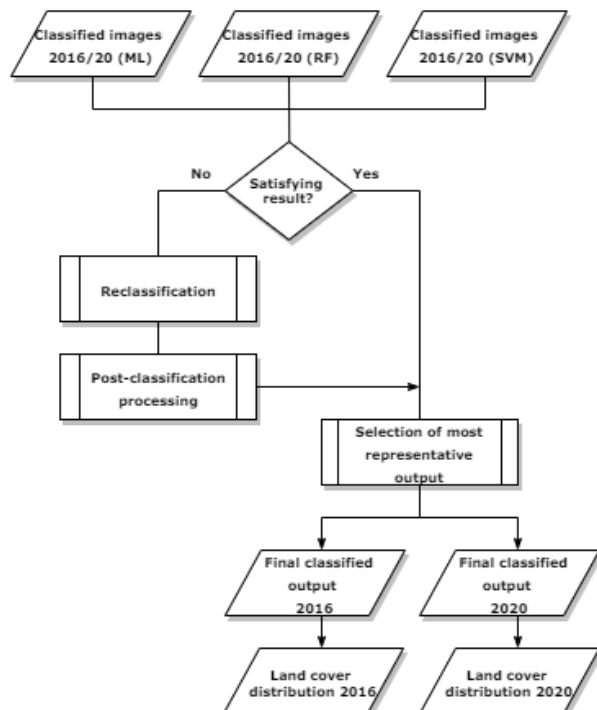 Classified images
2016/20 (ML)
Classified images
2016/20 (RF)
Classified images
2016/20 (SVM)
No
Satisfying
result?
Yes
Reclassification
Post-classification
processing
Selection of most
representative
output
Final classified
output
2016
Final classified
output
2020
Land cover
distribution 2016
Land cover
distribution 2020